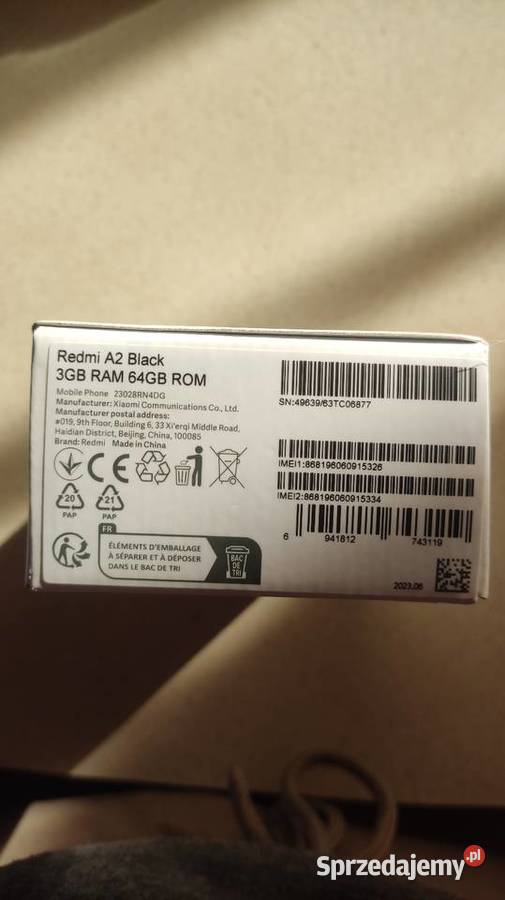 Redmi A2 Black
3GB RAM 64GB ROM
Mobile Phone 23028RN4DG
Manufacturer: Xiaomi Communications Co., Ltd.
Manufacturer postal address:
#019, 9th Floor, Building 6, 33 Xi'erqi Middle Road,
Haidian District, Beijing, China, 100085
Brand: Redmi Made in China
CE
20
PAP
21
PAP
FR
ÉLÉMENTS D'EMBALLAGE
À SÉPARER ET À DÉPOSER
DANS LE BAC DE TRI
BAC
DE
TRI
SN:49639/63TC06877
IMEI1:868196060915326
IMEI2:868196060915334
6 941812 743119
2023.06
Sprzedajemy.pl